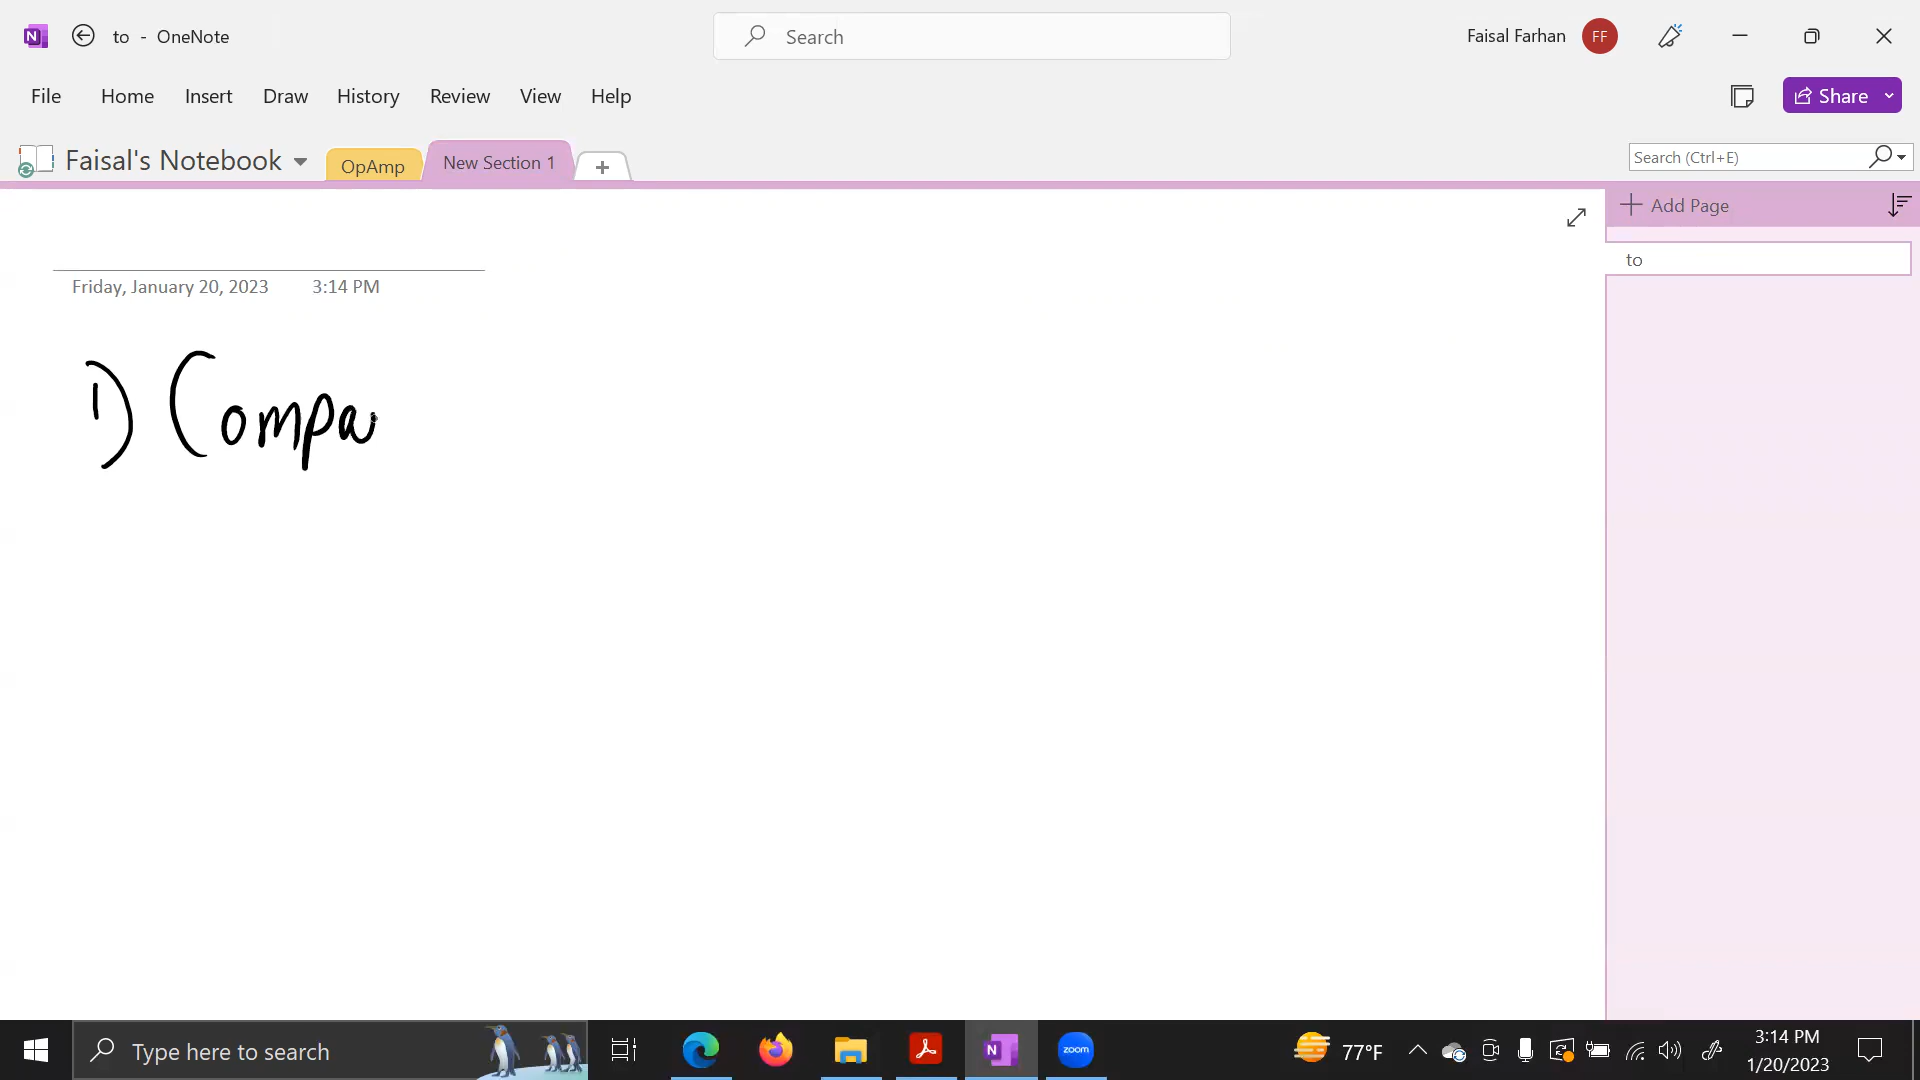 to - OneNote
Search
Faisal Farhan FF
File Home Insert Draw History Review View Help
Share
Faisal's Notebook OpAmp New Section 1
Search (Ctrl+E)
Add Page
to
Friday, January 20, 2023 3:14 PM
1) Compa
Type here to search
zoom
77°F
3:14 PM
1/20/2023